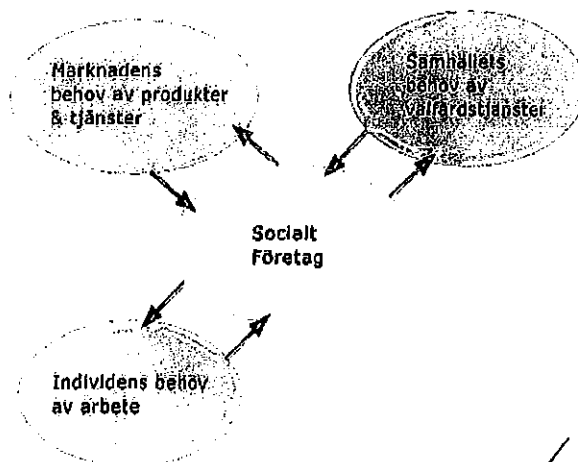 Marknadens
behov av produkter
& tjänster
Samhällets
behov av
välfärdstjänster
Socialt
Företag
Individens behov
av arbete